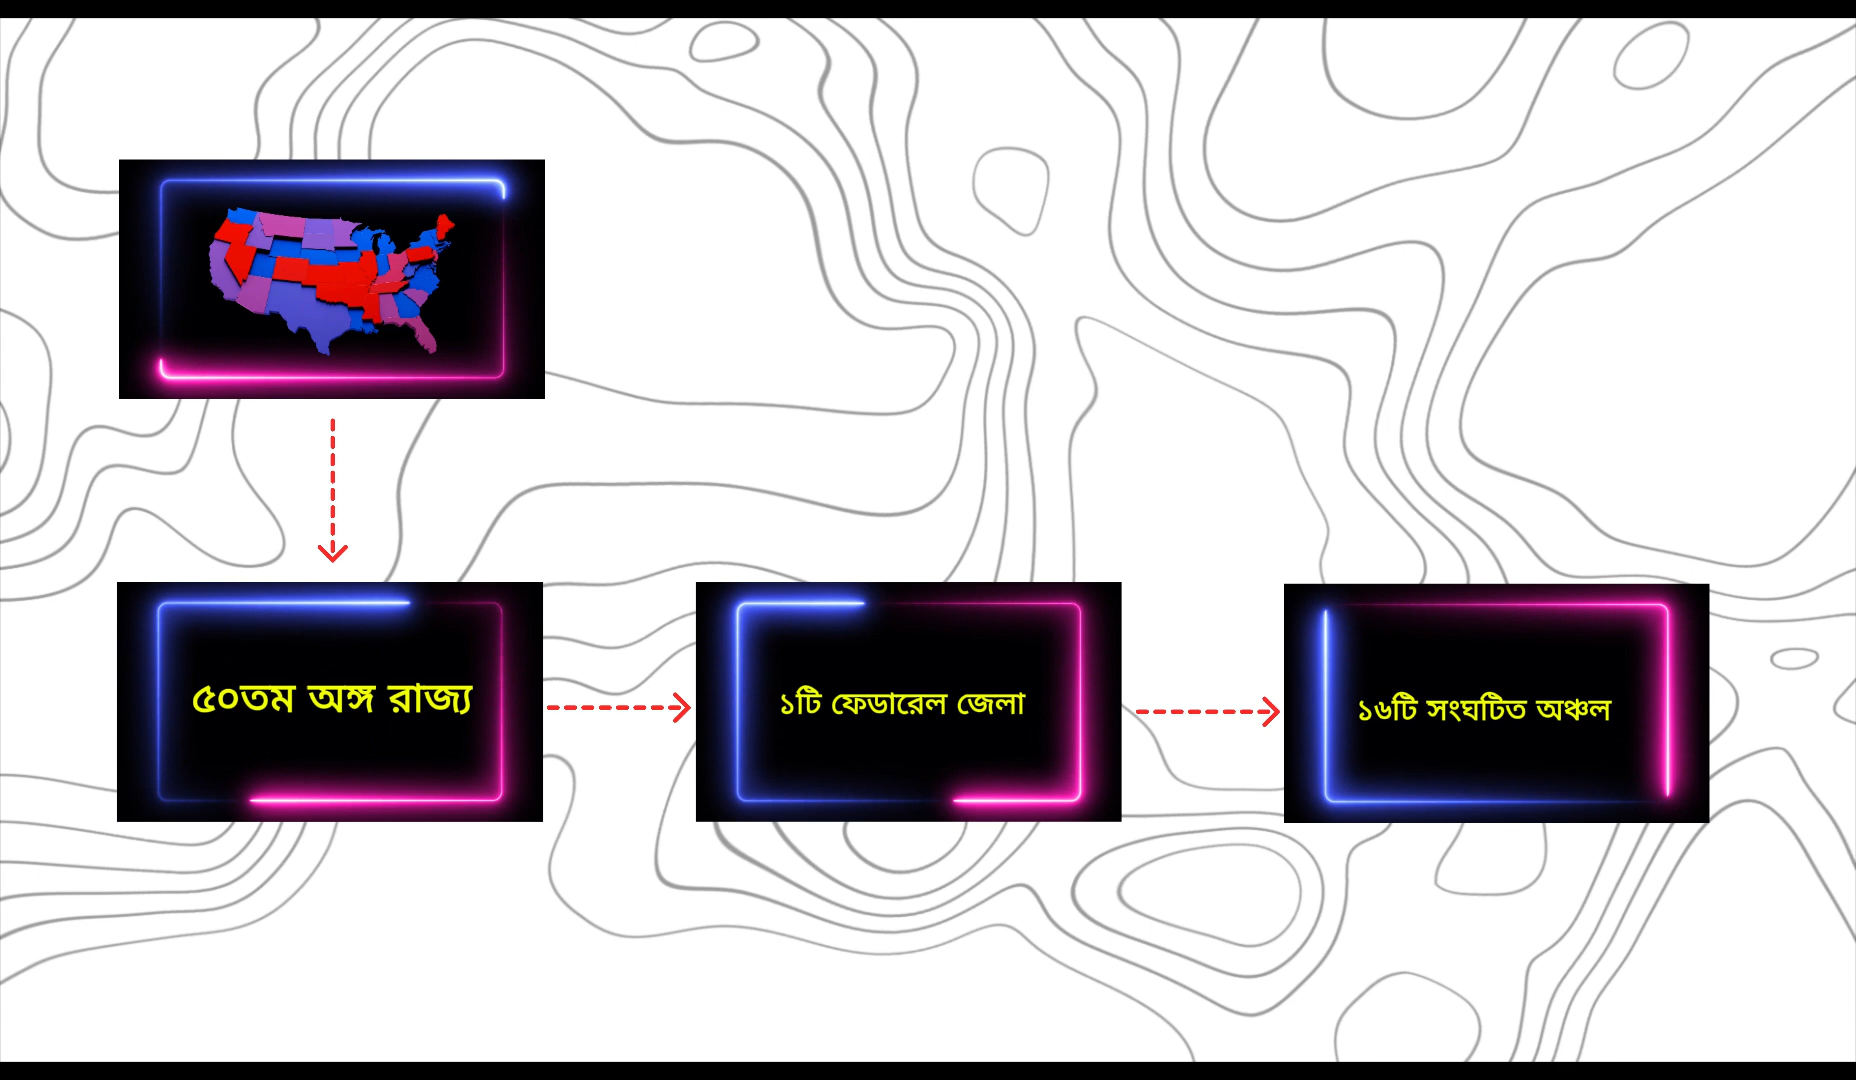 ৫০তম অঙ্গ রাজ্য
১টি ফেডারেল জেলা
১৬টি সংঘটিত অঞ্চল